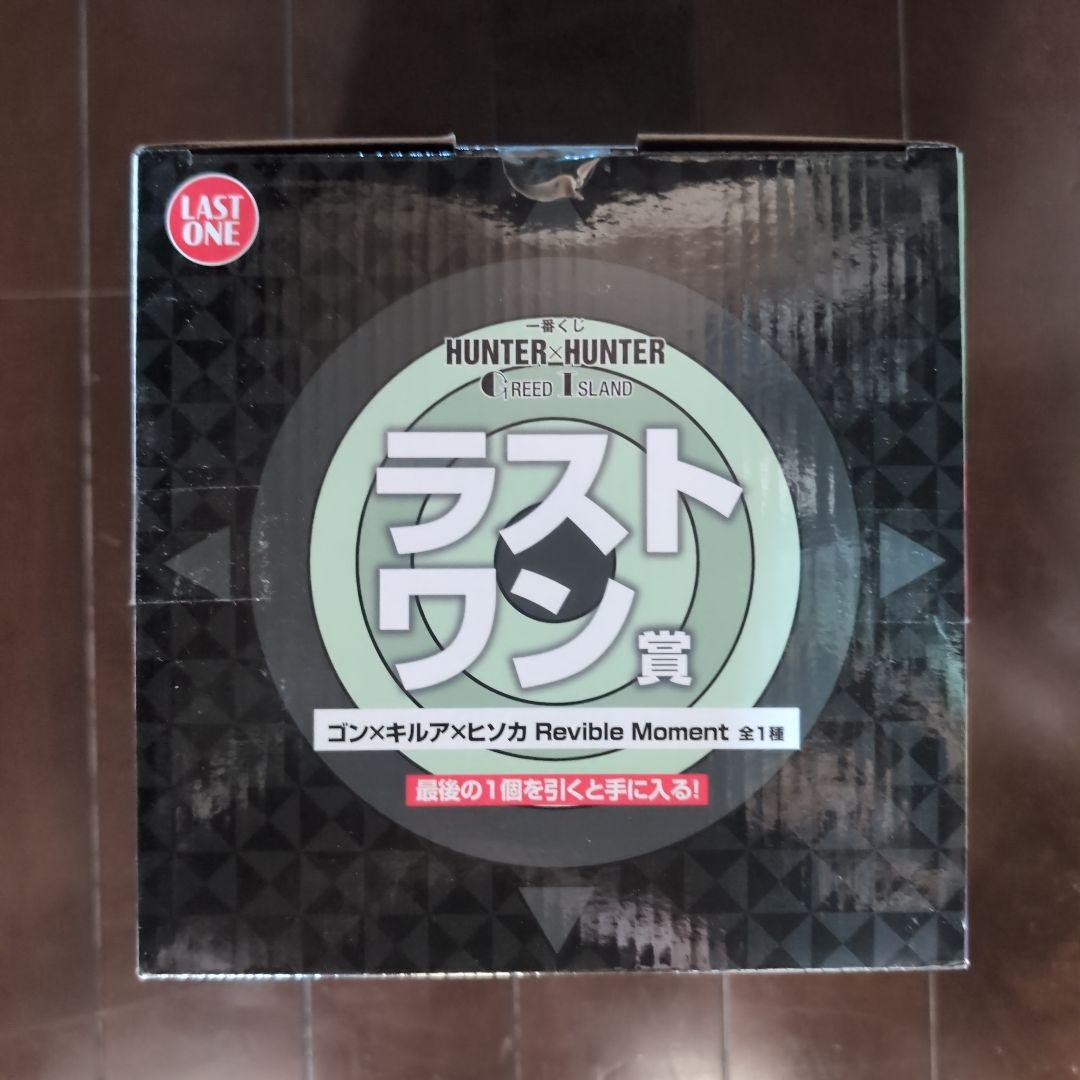 LAST
ONE
一番くじ
HUNTER×HUNTER
GREED ISLAND
ラスト
ワン賞
ゴン×キルア×ヒソカ Revible Moment 全1種
最後の1個を引くと手に入る!